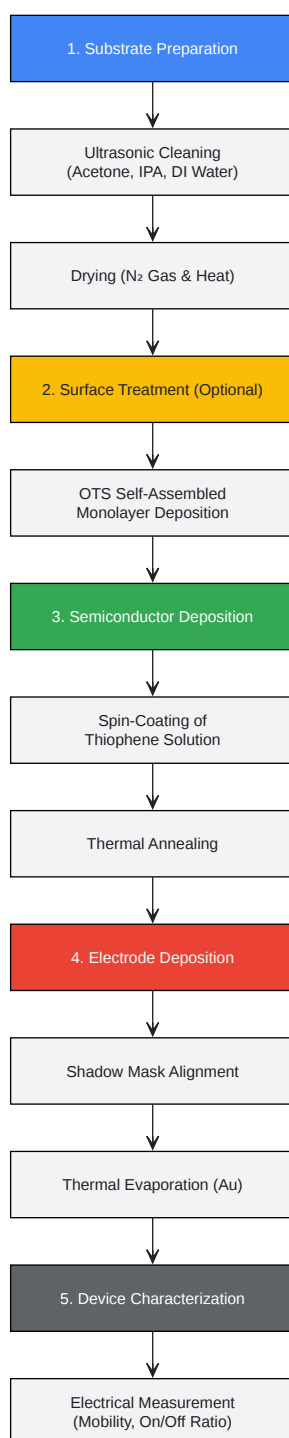 1. Substrate Preparation
Ultrasonic Cleaning
(Acetone, IPA, DI Water)
Drying (N₂ Gas & Heat)
2. Surface Treatment (Optional)
OTS Self-Assembled
Monolayer Deposition
3. Semiconductor Deposition
Spin-Coating of
Thiophene Solution
Thermal Annealing
4. Electrode Deposition
Shadow Mask Alignment
Thermal Evaporation (Au)
5. Device Characterization
Electrical Measurement
(Mobility, On/Off Ratio)